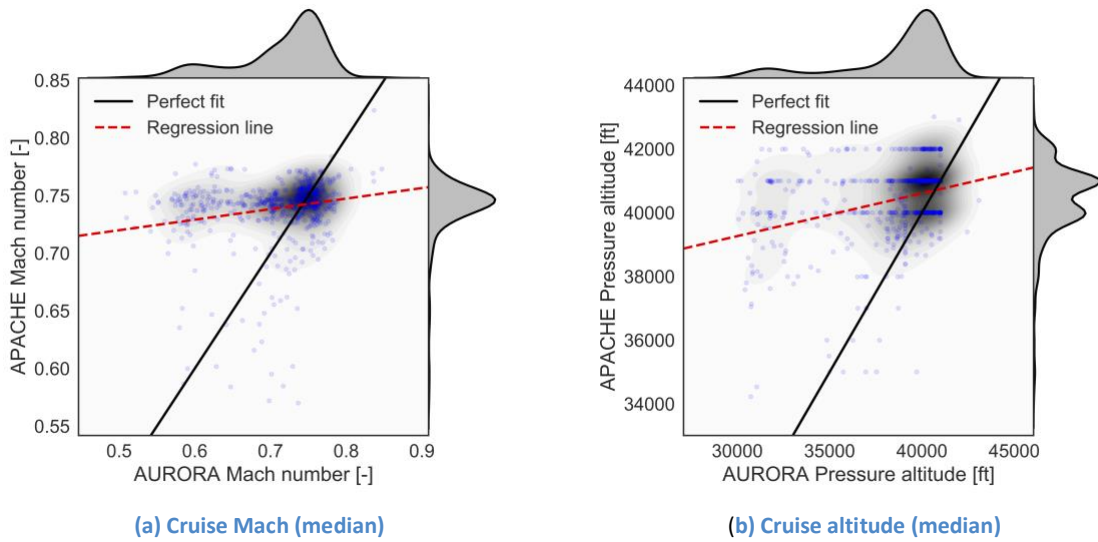 Perfect fit
Regression line
APACHE Mach number [-]
0.85
0.80
0.75
0.70
0.65
0.60
0.55
0.5 0.6 0.7 0.8 0.9
AURORA Mach number [-]
(a) Cruise Mach (median)
Perfect fit
Regression line
APACHE Pressure altitude [ft]
44000
42000
40000
38000
36000
34000
30000 35000 40000 45000
AURORA Pressure altitude [ft]
(b) Cruise altitude (median)